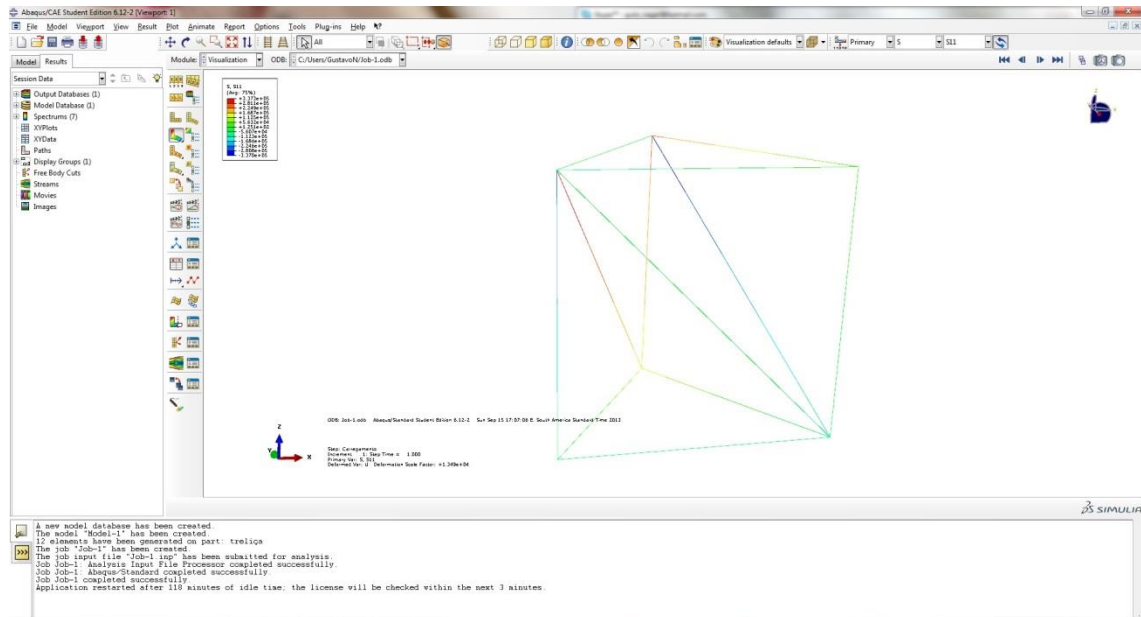 Abaqus/CAE Student Edition 6.12-2 [Viewport: 1]
File Model Viewport View Result Plot Animate Report Options Tools Plug-ins Help
All
Visualization defaults
Primary
S
S11
Model Results
Module: Visualization ODB: C:/Users/GustavoN/Job-1.odb
Session Data
Output Databases (1)
Model Database (1)
Spectrums (7)
XYPlots
XYData
Paths
Display Groups (1)
Free Body Cuts
Streams
Movies
Images
S, S11
(Avg: 75%)
ODB: Job-1.odb Abaqus/Standard Student Edition 6.12-2 Sun Sep 15 17:07:06 E. South America Standard Time 2013
Z
Y
X
Step: Carregamento
Increment 1: Step Time = 1.000
Primary Var: S, S11
Deformed Var: U Deformation Scale Factor: +1.349e+04
SIMULIA
A new model database has been created.
The model "Model-1" has been created.
12 elements have been generated on part: treliça
The job "Job-1" has been created.
The job input file "Job-1.inp" has been submitted for analysis.
Job Job-1: Analysis Input File Processor completed successfully.
Job Job-1: Abaqus/Standard completed successfully.
Job Job-1 completed successfully.
Application restarted after 118 minutes of idle time; the license will be checked within the next 3 minutes.